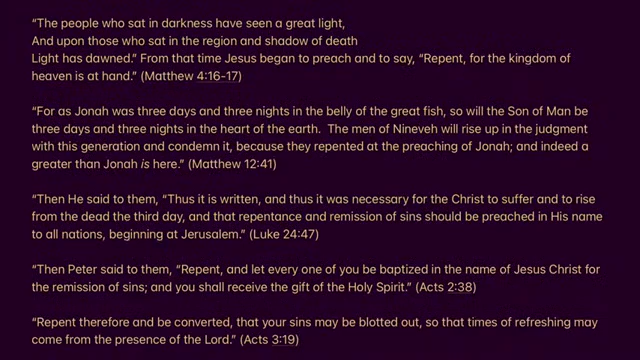 “The people who sat in darkness have seen a great light,
And upon those who sat in the region and shadow of death
Light has dawned.” From that time Jesus began to preach and to say, “Repent, for the kingdom of
heaven is at hand.” (Matthew 4:16-17)
“For as Jonah was three days and three nights in the belly of the great fish, so will the Son of Man be
three days and three nights in the heart of the earth.  The men of Nineveh will rise up in the judgment
with this generation and condemn it, because they repented at the preaching of Jonah; and indeed a
greater than Jonah is here.” (Matthew 12:41)
“Then He said to them, “Thus it is written, and thus it was necessary for the Christ to suffer and to rise
from the dead the third day, and that repentance and remission of sins should be preached in His name
to all nations, beginning at Jerusalem.” (Luke 24:47)
“Then Peter said to them, “Repent, and let every one of you be baptized in the name of Jesus Christ for
the remission of sins; and you shall receive the gift of the Holy Spirit.” (Acts 2:38)
“Repent therefore and be converted, that your sins may be blotted out, so that times of refreshing may
come from the presence of the Lord.” (Acts 3:19)